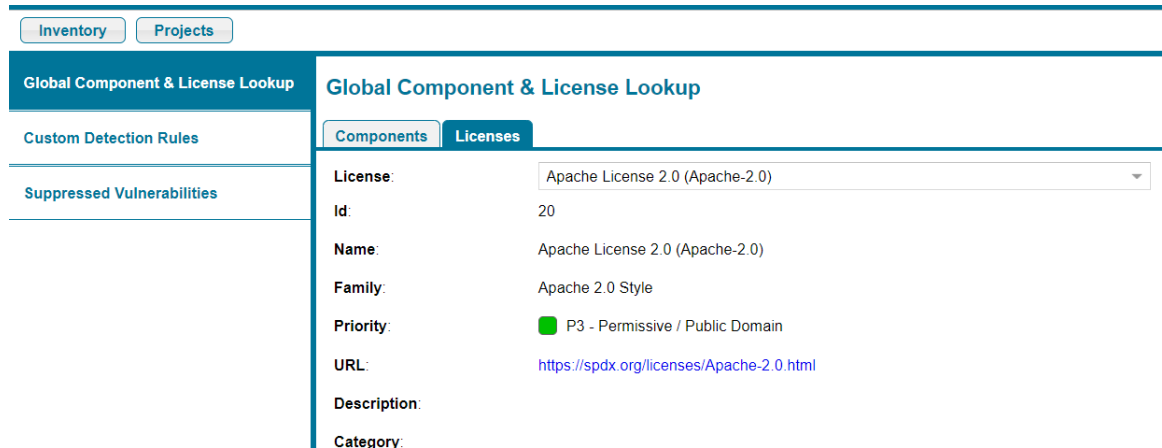 Inventory Projects
Global Component & License Lookup
Custom Detection Rules
Suppressed Vulnerabilities
Global Component & License Lookup
Components Licenses
License: Apache License 2.0 (Apache-2.0)
Id: 20
Name: Apache License 2.0 (Apache-2.0)
Family: Apache 2.0 Style
Priority: P3 - Permissive / Public Domain
URL: https://spdx.org/licenses/Apache-2.0.html
Description:
Category: